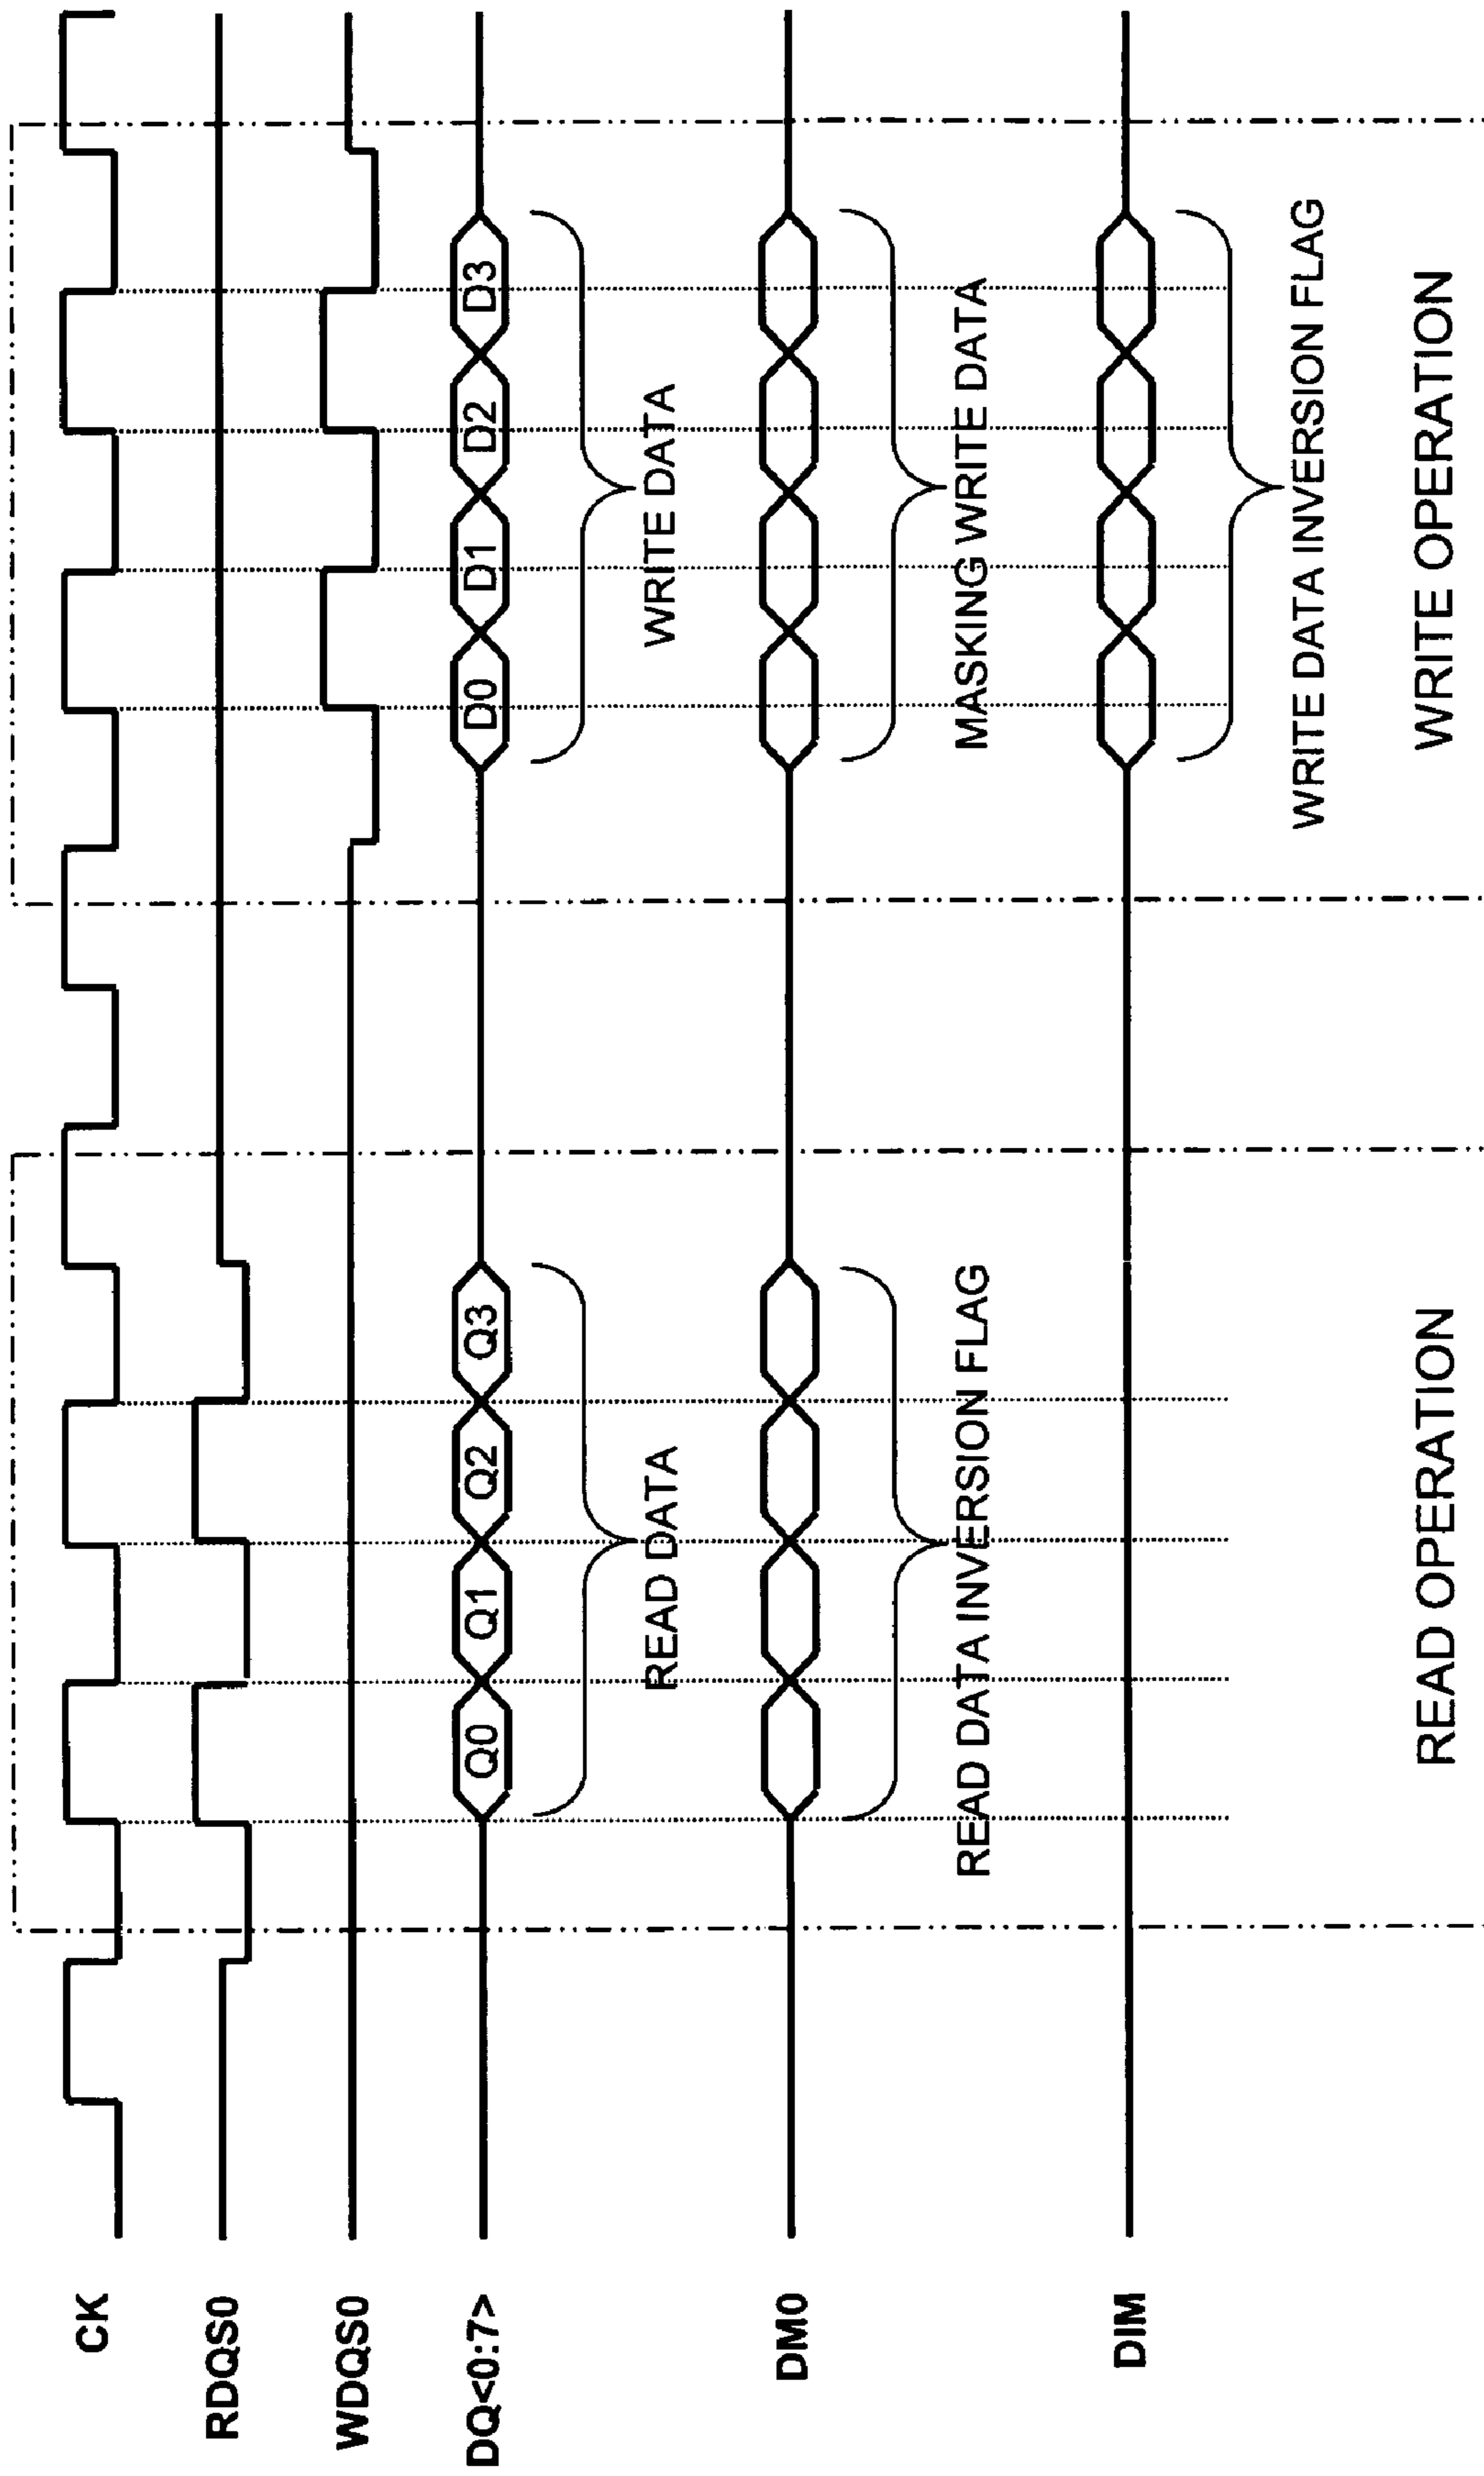 CK
RDQS0
WDQS0
DQ<0:7>
Q0 Q1 Q2 Q3 D0 D1 D2 D3
READ DATA
WRITE DATA
DM0
READ DATA INVERSION FLAG
MASKING WRITE DATA
DIM
WRITE DATA INVERSION FLAG
READ OPERATION
WRITE OPERATION